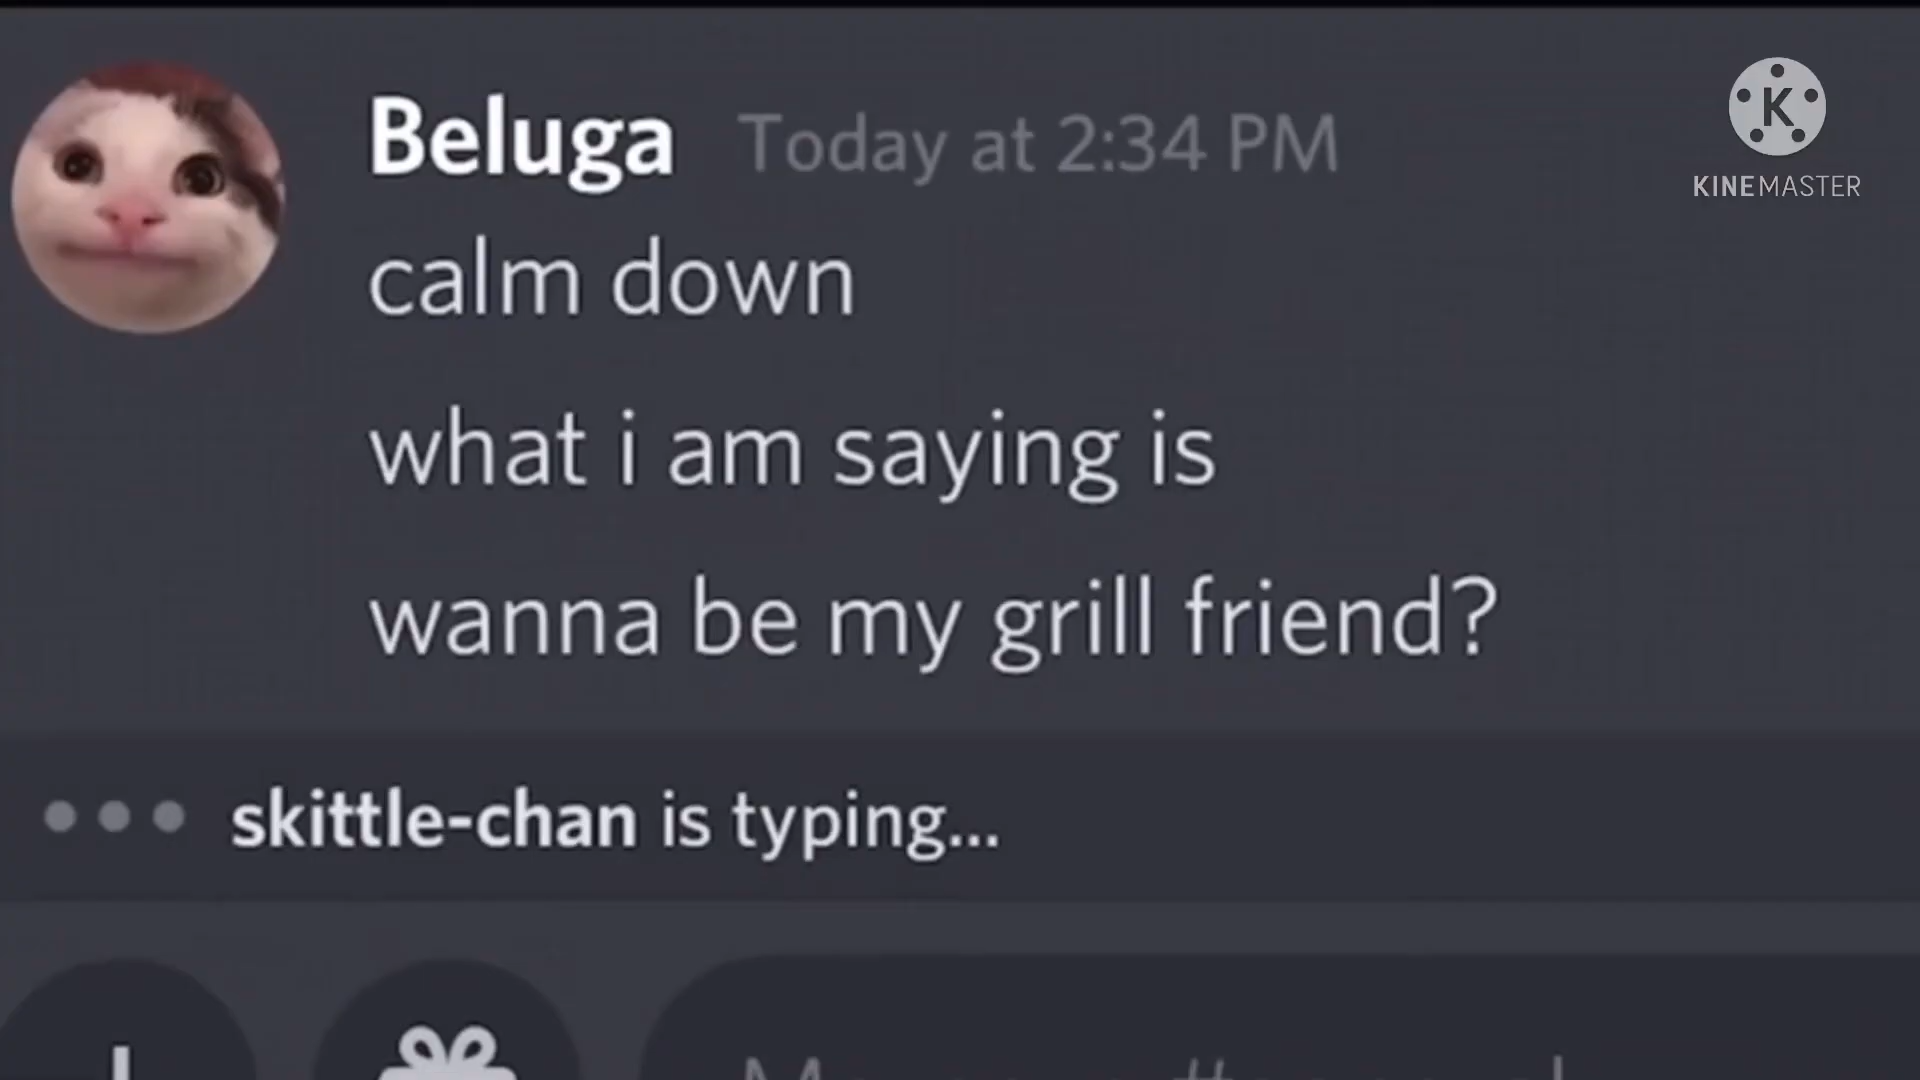 Beluga Today at 2:34 PM
K
KINEMASTER
calm down
what i am saying is
wanna be my grill friend?
skittle-chan is typing...